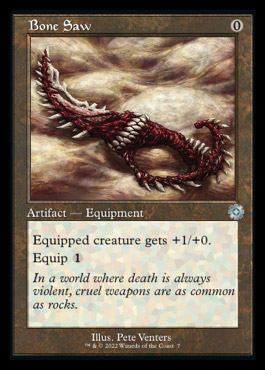 Bone Saw 0
Artifact — Equipment
Equipped creature gets +1/+0.
Equip 1
In a world where death is always
violent, cruel weapons are as common
as rocks.
Illus. Pete Venters
™ & © 2022 Wizards of the Coast 7